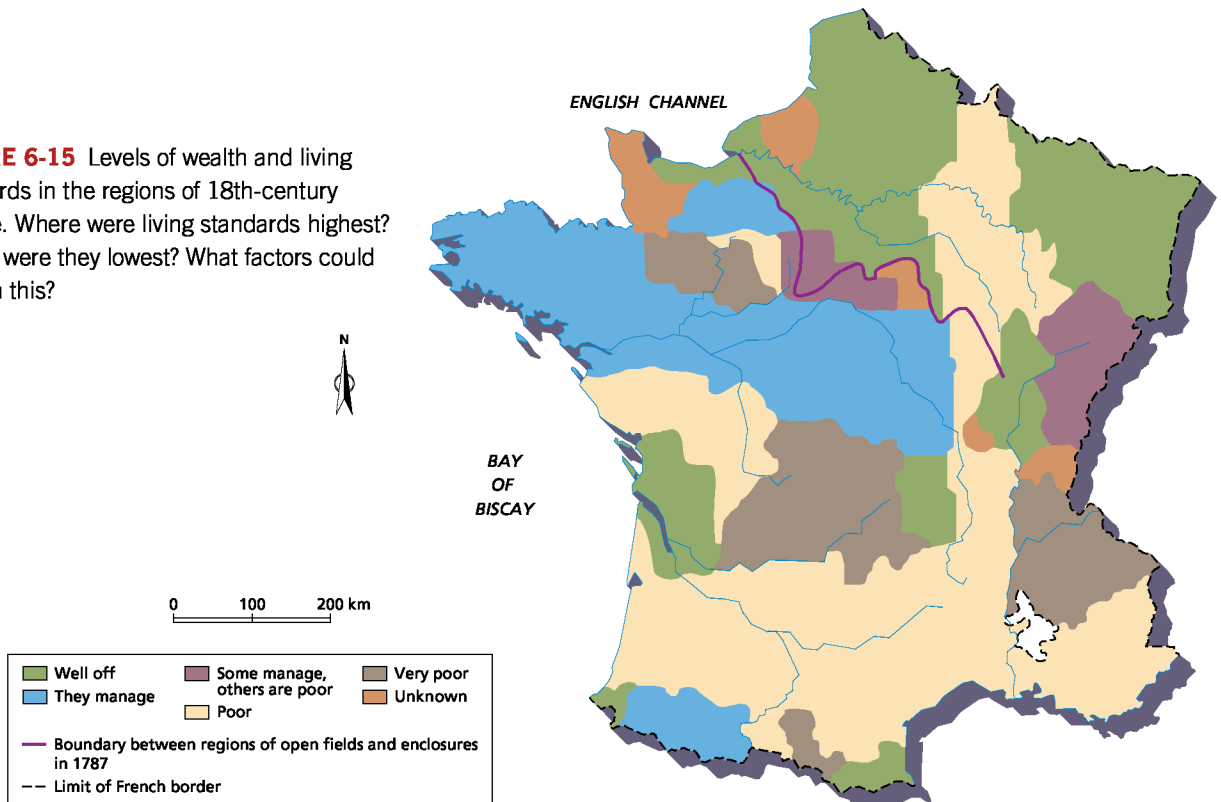 E 6-15 Levels of wealth and living
rds in the regions of 18th-century
e. Where were living standards highest?
were they lowest? What factors could
n this?
N
0 100 200 km
ENGLISH CHANNEL
BAY
OF
BISCAY
Well off
They manage
Some manage,
others are poor
Poor
Very poor
Unknown
Boundary between regions of open fields and enclosures
in 1787
Limit of French border